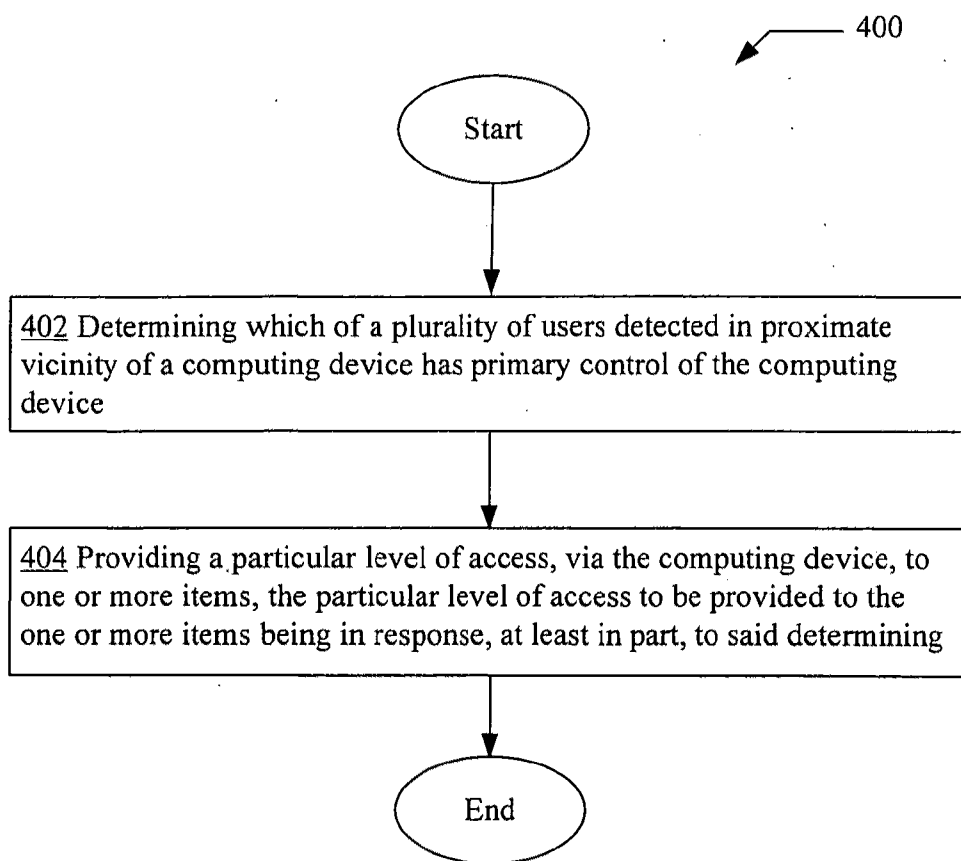 400
Start
402 Determining which of a plurality of users detected in proximate
vicinity of a computing device has primary control of the computing
device
404 Providing a particular level of access, via the computing device, to
one or more items, the particular level of access to be provided to the
one or more items being in response, at least in part, to said determining
End